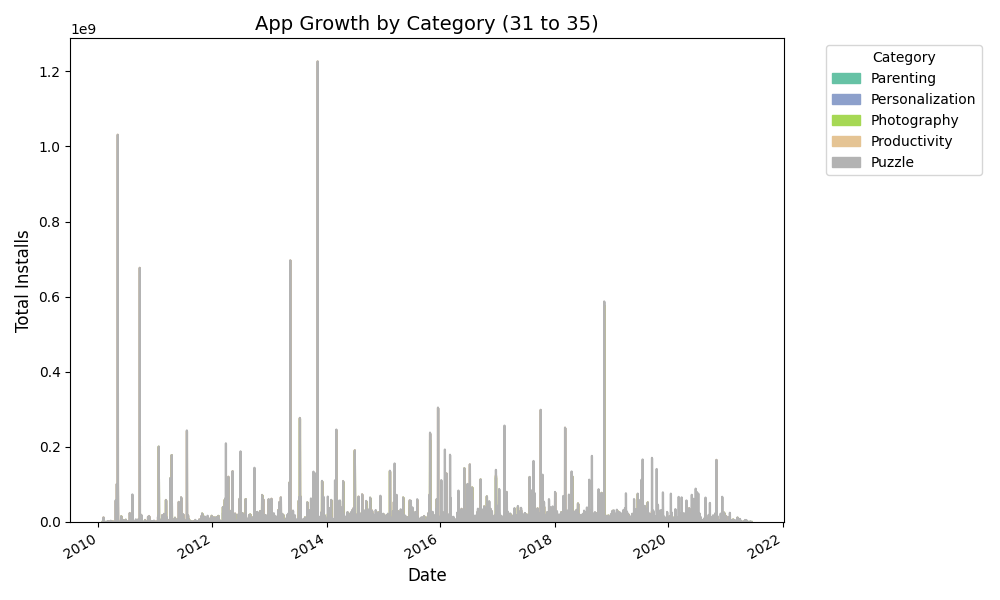 App Growth by Category (31 to 35)
1e9
1.2
1.0
0.8
0.6
0.4
0.2
0.0
Total Installs
2010
2012
2014
2016
2018
2020
2022
Date
Category
Parenting
Personalization
Photography
Productivity
Puzzle